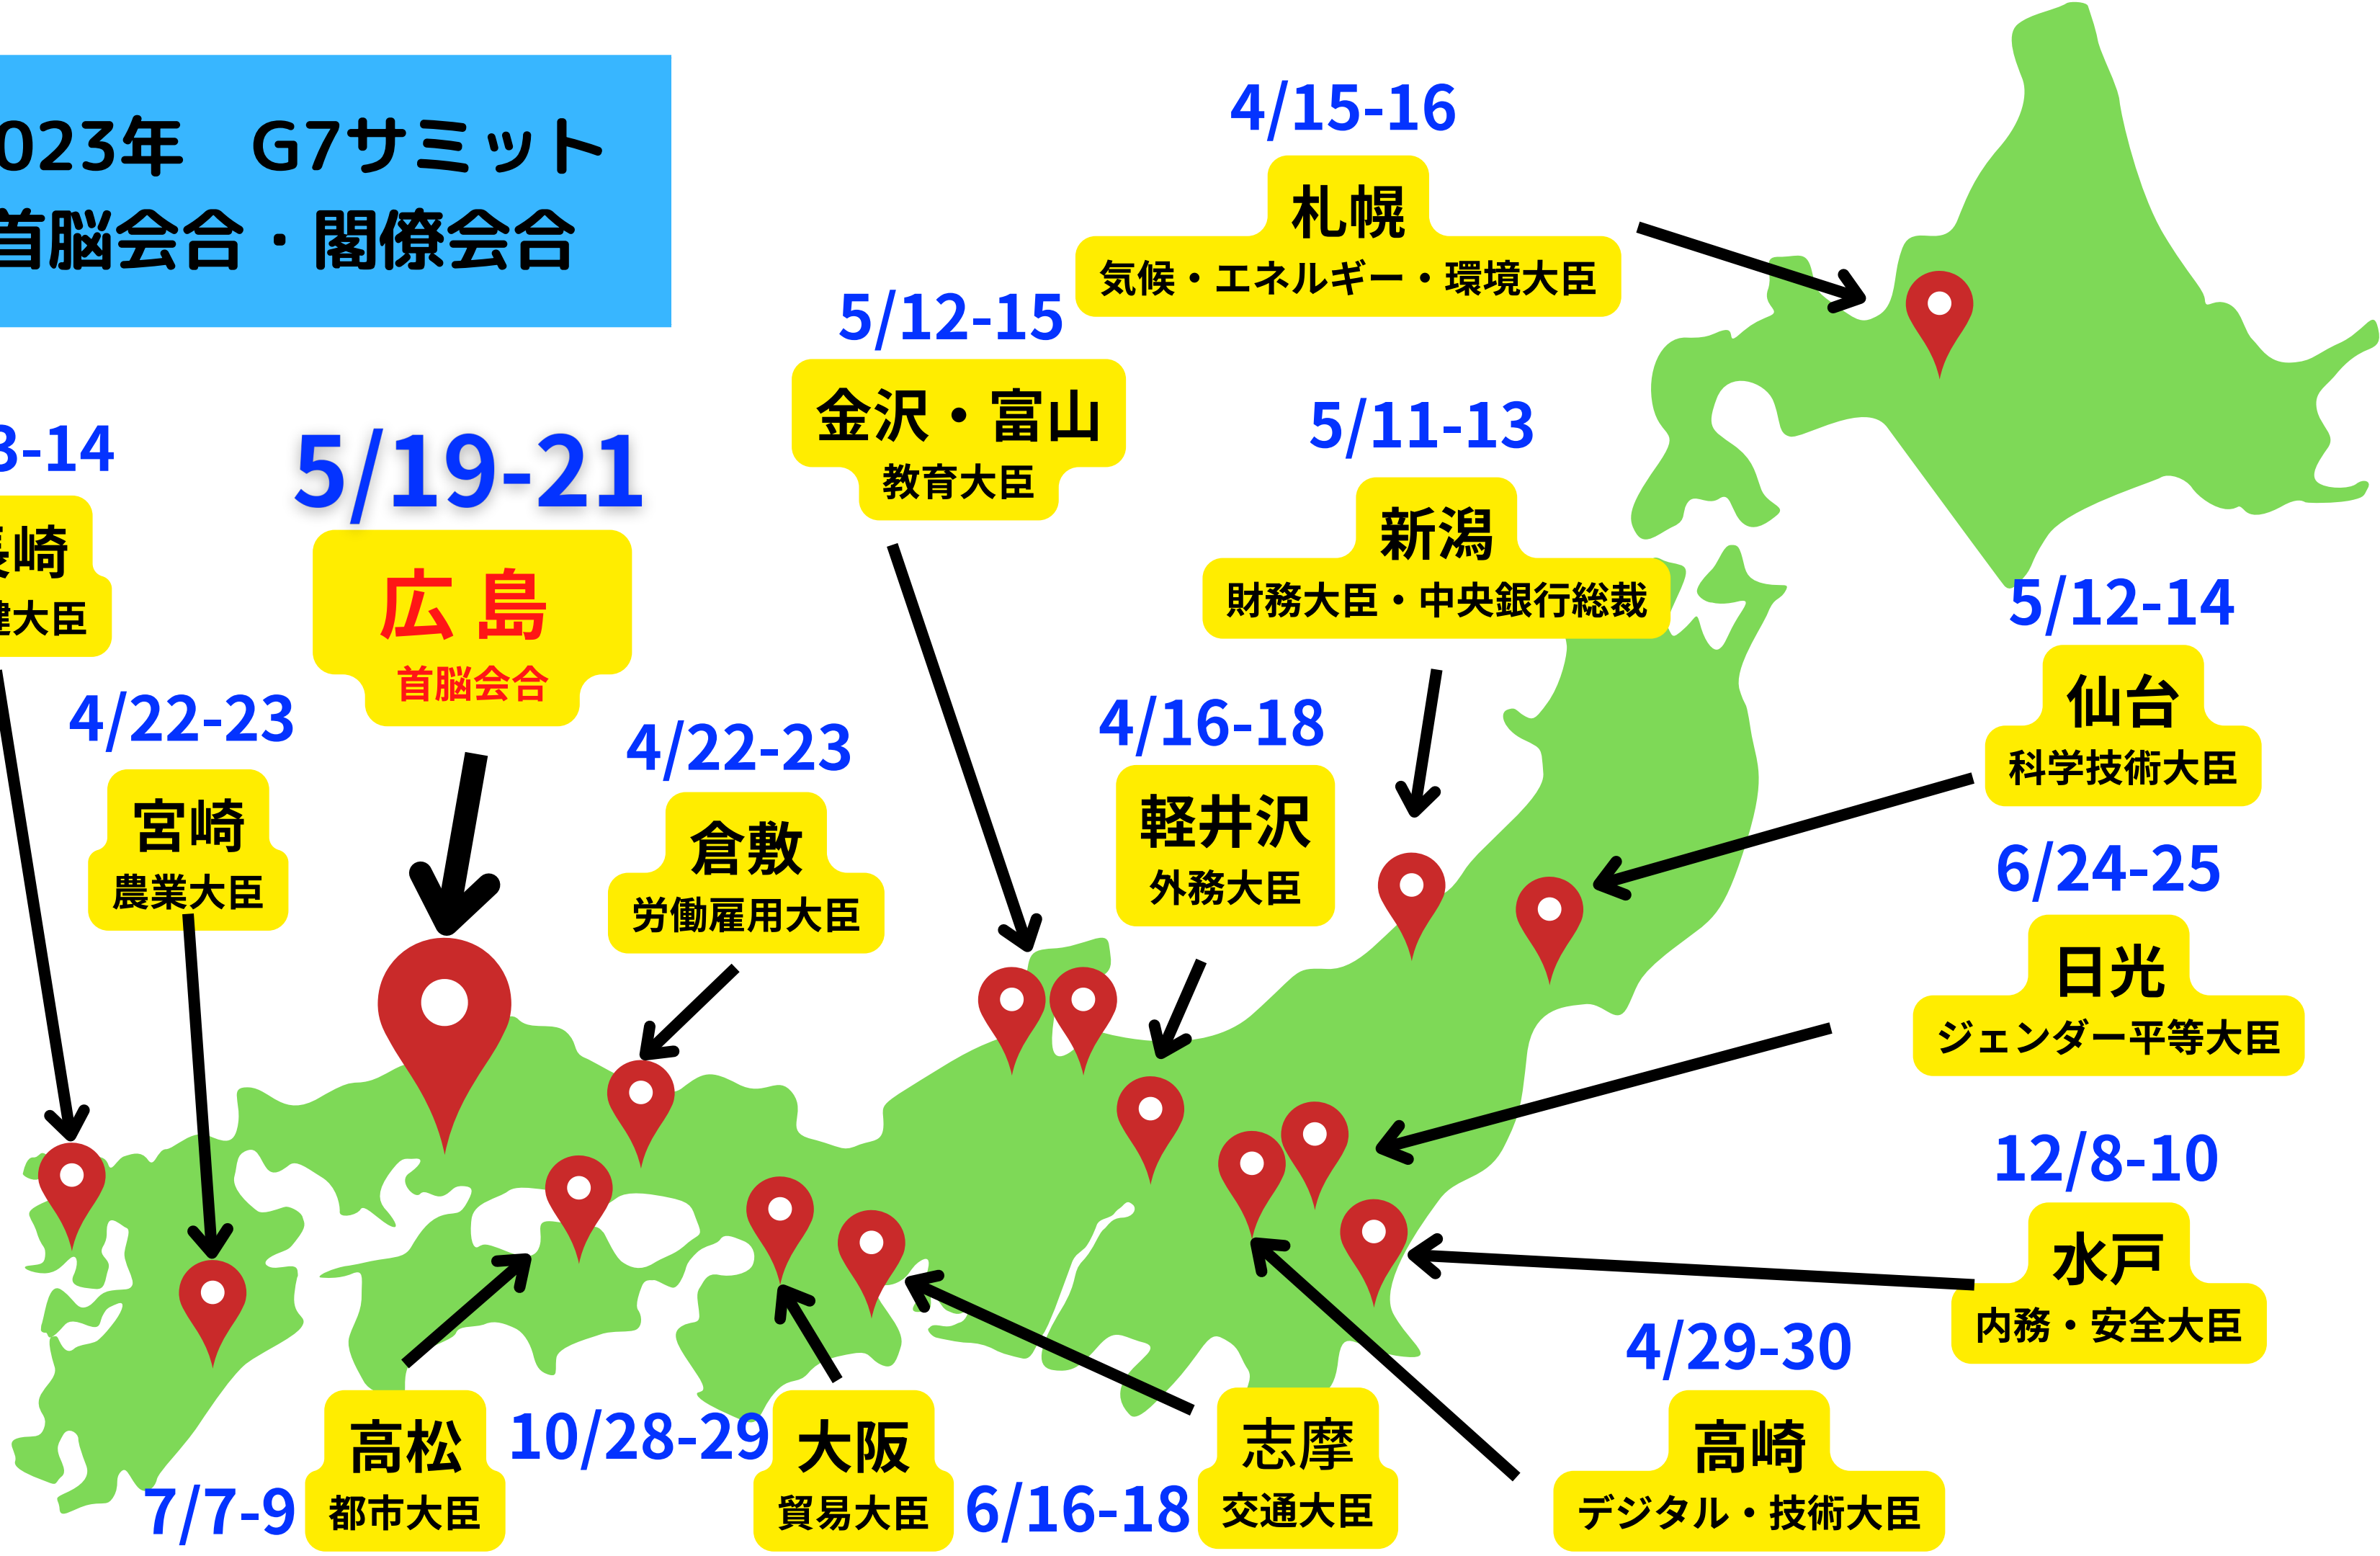 023年　G7サミット
首脳会合・閣僚会合
4/15-16
札幌
気候・エネルギー・環境大臣
5/12-15
金沢・富山
教育大臣
5/11-13
新潟
財務大臣・中央銀行総裁
3-14
長崎
健大臣
5/19-21
広島
首脳会合
5/12-14
仙台
科学技術大臣
4/22-23
宮崎
農業大臣
4/22-23
倉敷
労働雇用大臣
4/16-18
軽井沢
外務大臣
6/24-25
日光
ジェンダー平等大臣
12/8-10
水戸
内務・安全大臣
7/7-9
高松
都市大臣
10/28-29
大阪
貿易大臣
6/16-18
志摩
交通大臣
4/29-30
高崎
デジタル・技術大臣